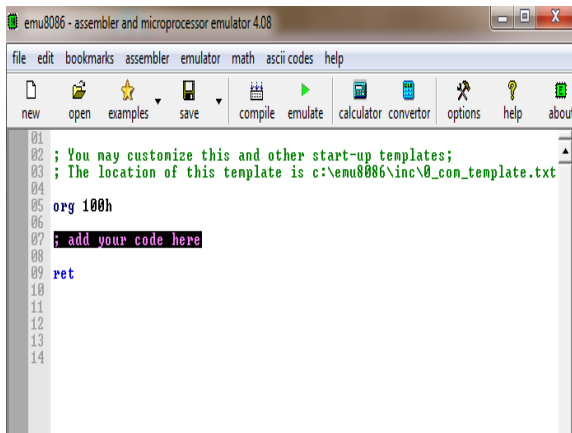 emu8086 - assembler and microprocessor emulator 4.08
file edit bookmarks assembler emulator math ascii codes help
new open examples save compile emulate calculator convertor options help about
01
02 ; You may customize this and other start-up templates;
03 ; The location of this template is c:\emu8086\inc\0_com_template.txt
04
05 org 100h
06
07 ; add your code here
08
09 ret
10
11
12
13
14